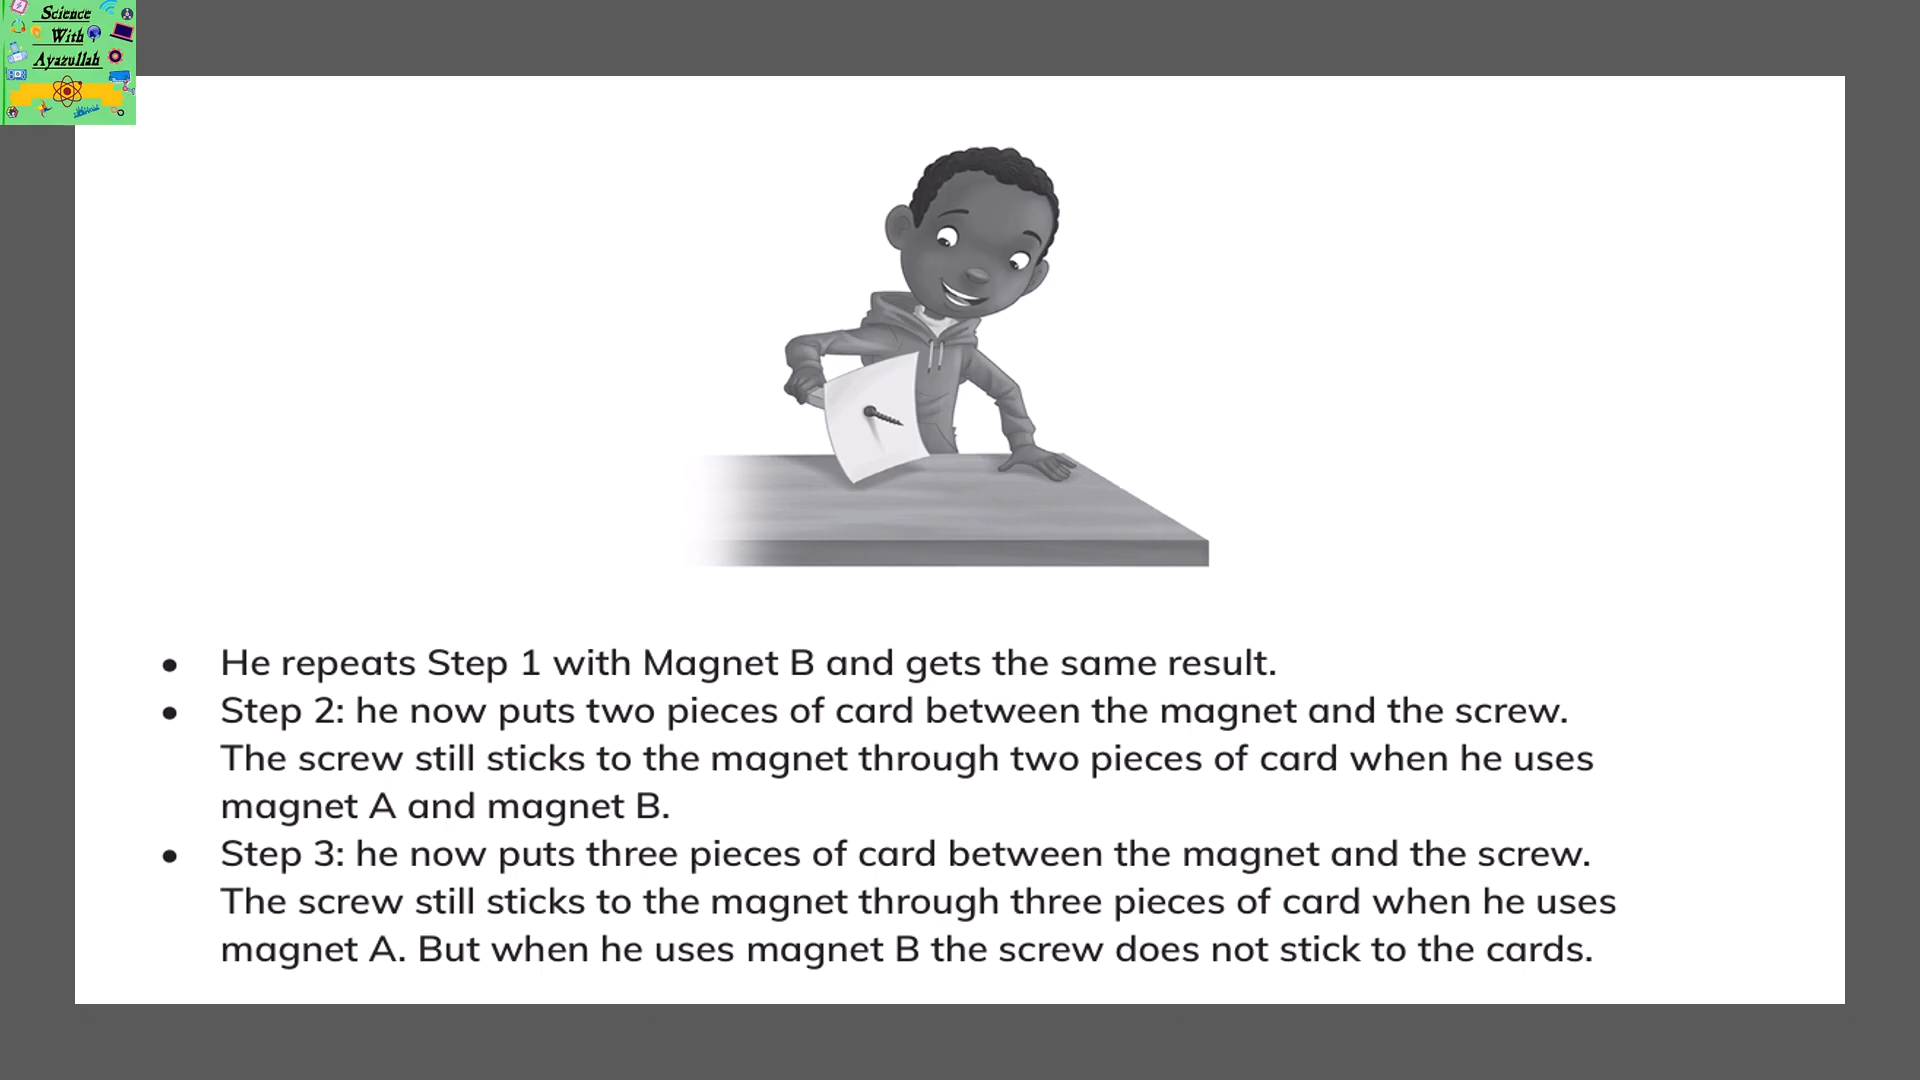 Science
With
Ayazullah
• He repeats Step 1 with Magnet B and gets the same result.
• Step 2: he now puts two pieces of card between the magnet and the screw.
The screw still sticks to the magnet through two pieces of card when he uses
magnet A and magnet B.
• Step 3: he now puts three pieces of card between the magnet and the screw.
The screw still sticks to the magnet through three pieces of card when he uses
magnet A. But when he uses magnet B the screw does not stick to the cards.